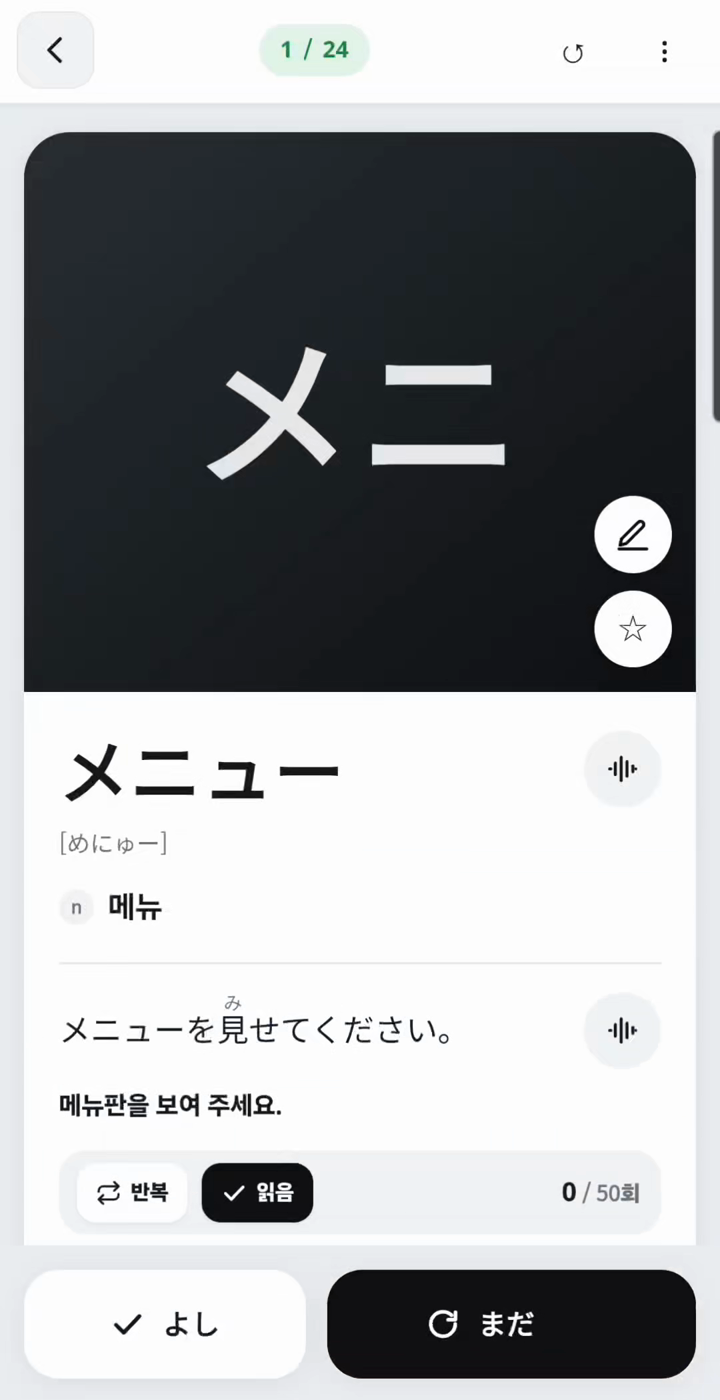 1 / 24
メニ
メニュー
[めにゅー]
n 메뉴
み
メニューを見せてください。
메뉴판을 보여 주세요.
반복 읽음 0 / 50회
よし まだ